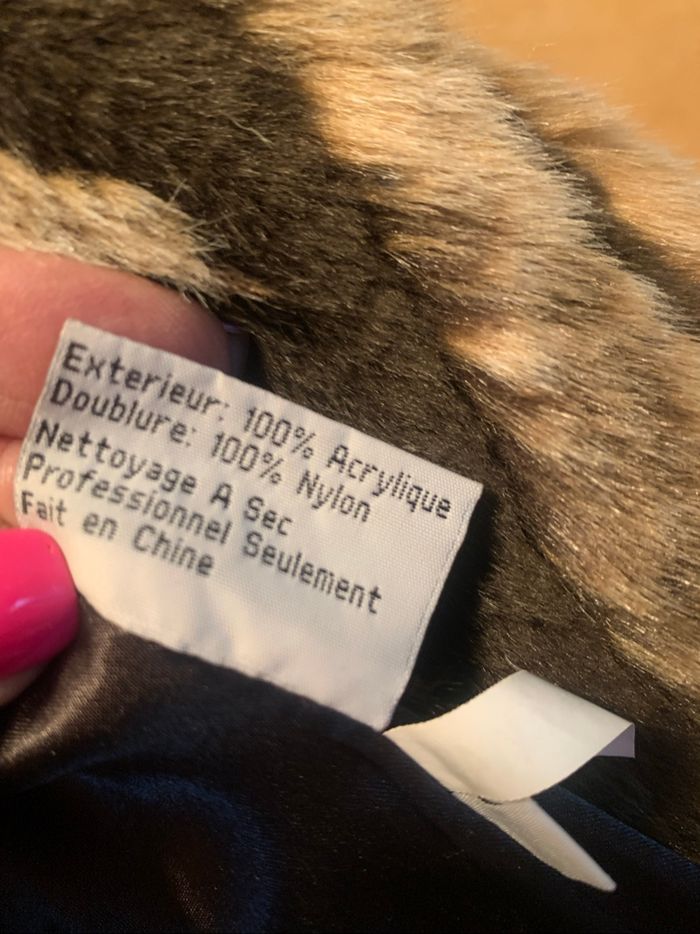 Exterieur: 100% Acrylique
Doublure: 100% Nylon
Nettoyage A Sec
Professionnel Seulement
Fait en Chine